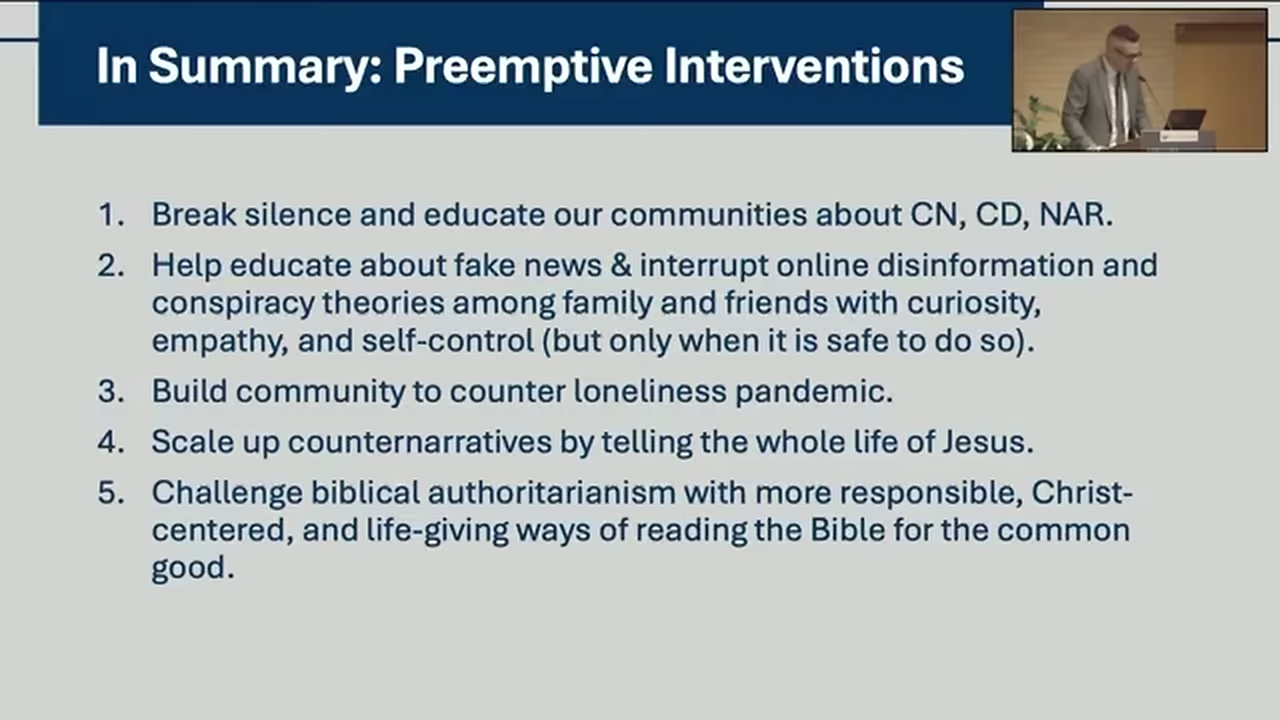 In Summary: Preemptive Interventions
1. Break silence and educate our communities about CN, CD, NAR.
2. Help educate about fake news & interrupt online disinformation and
conspiracy theories among family and friends with curiosity,
empathy, and self-control (but only when it is safe to do so).
3. Build community to counter loneliness pandemic.
4. Scale up counternarratives by telling the whole life of Jesus.
5. Challenge biblical authoritarianism with more responsible, Christ-
centered, and life-giving ways of reading the Bible for the common
good.